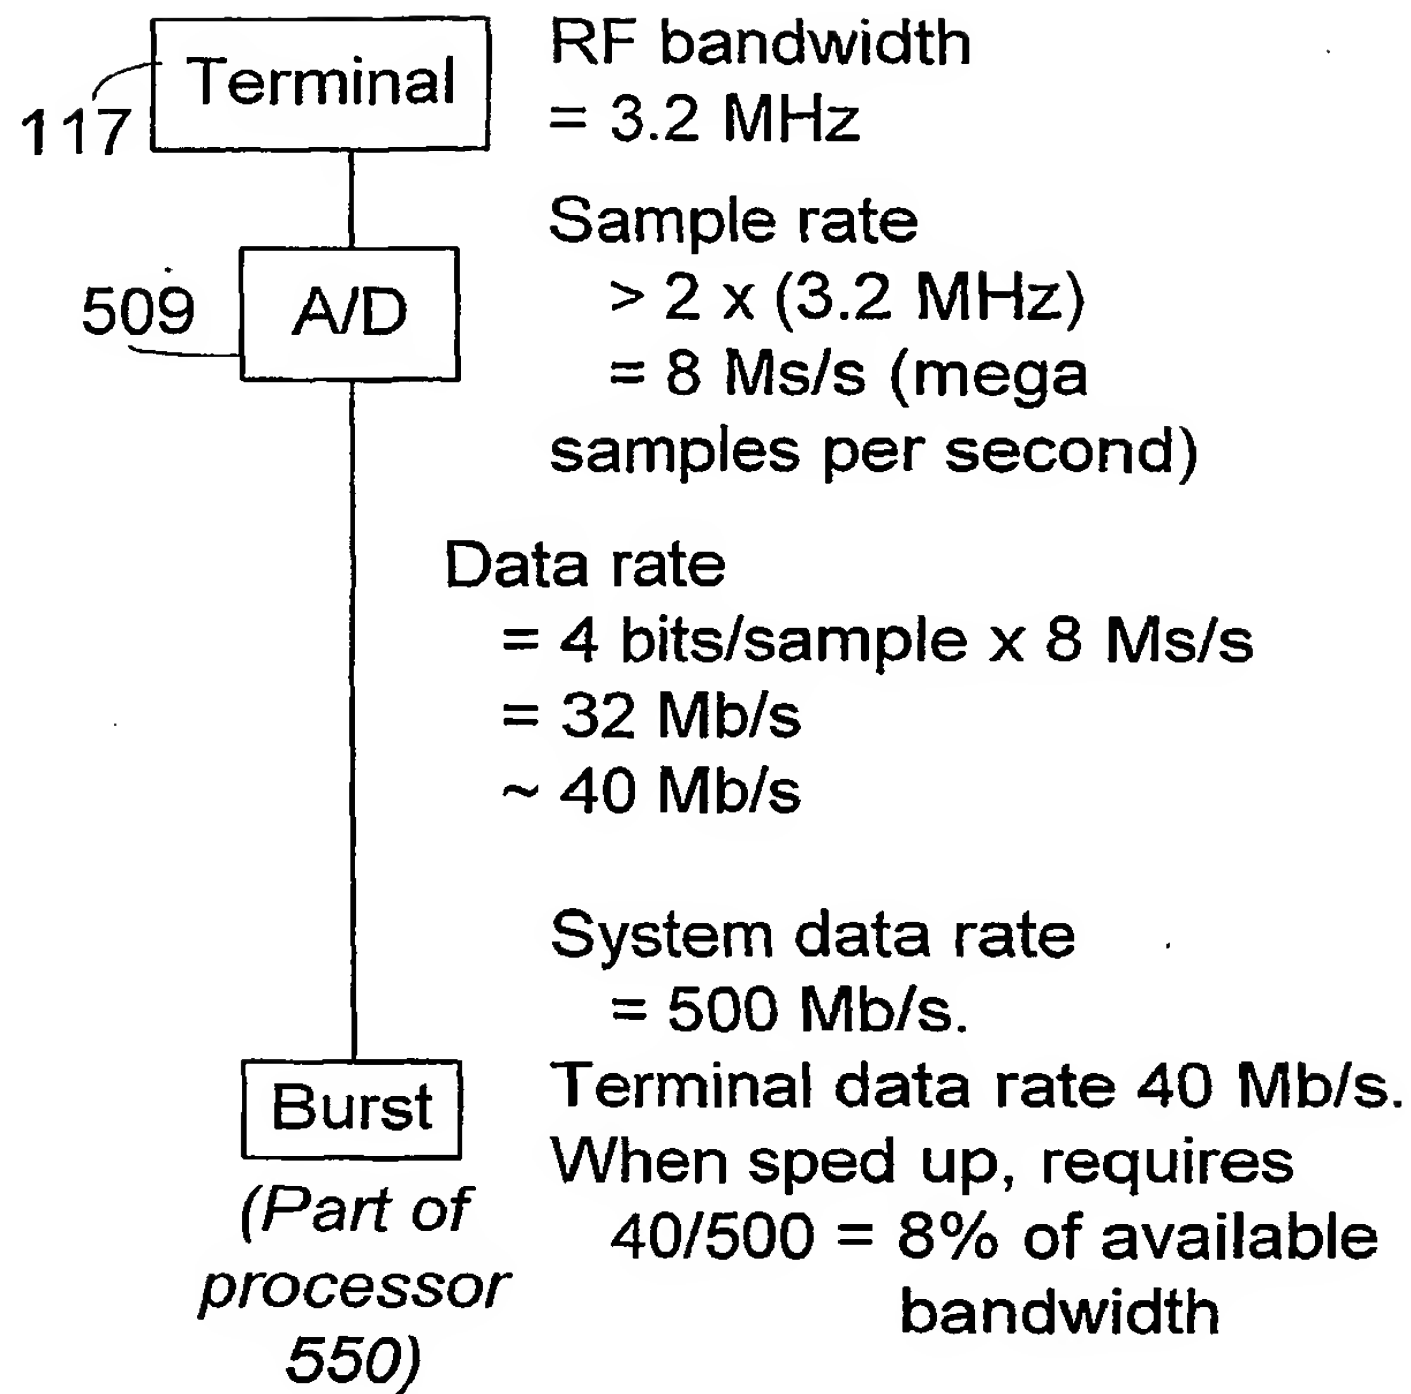 Terminal
117
RF bandwidth
= 3.2 MHz
A/D
509
Sample rate
> 2 x (3.2 MHz)
= 8 Ms/s (mega
samples per second)
Data rate
= 4 bits/sample x 8 Ms/s
= 32 Mb/s
~ 40 Mb/s
Burst
(Part of
processor
550)
System data rate
= 500 Mb/s.
Terminal data rate 40 Mb/s.
When sped up, requires
40/500 = 8% of available
bandwidth